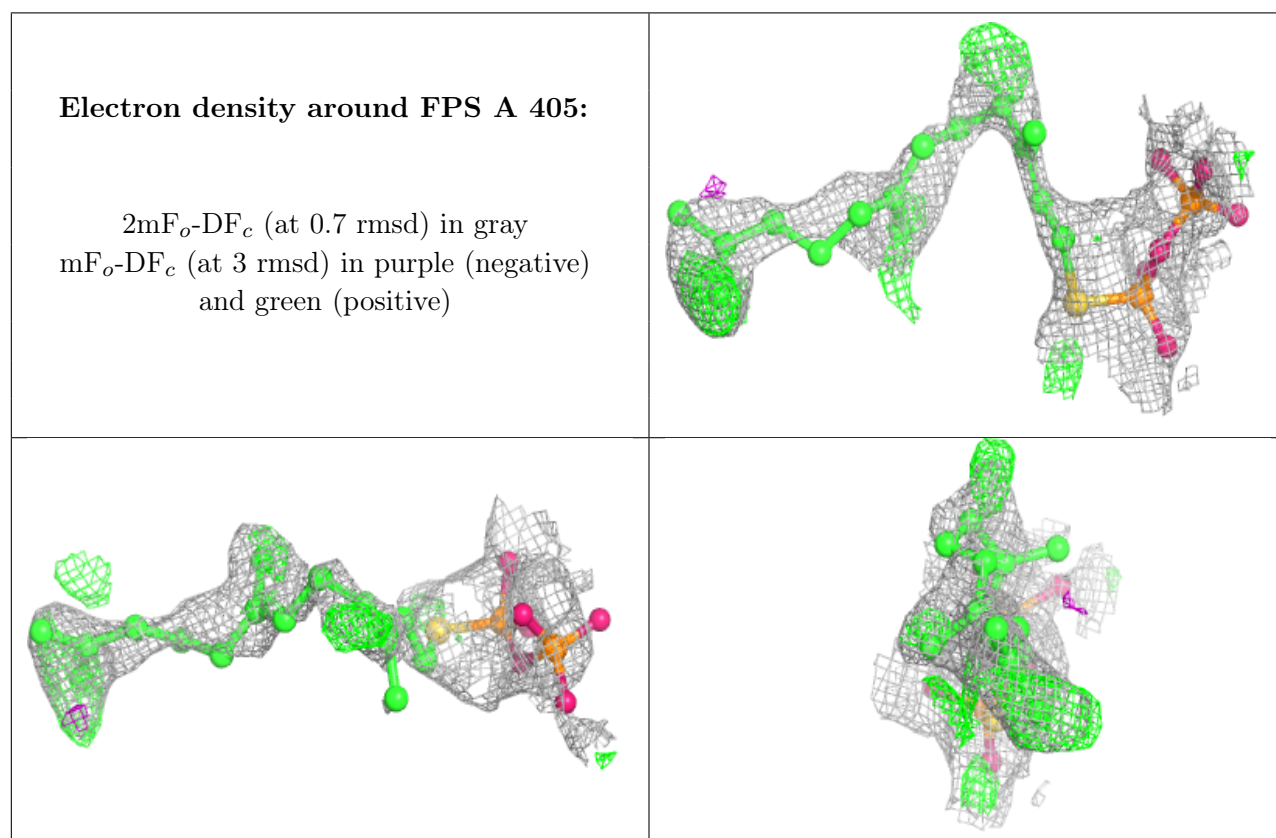 Electron density around FPS A 405:
2mFo-DFc (at 0.7 rmsd) in gray
mFo-DFc (at 3 rmsd) in purple (negative)
and green (positive)